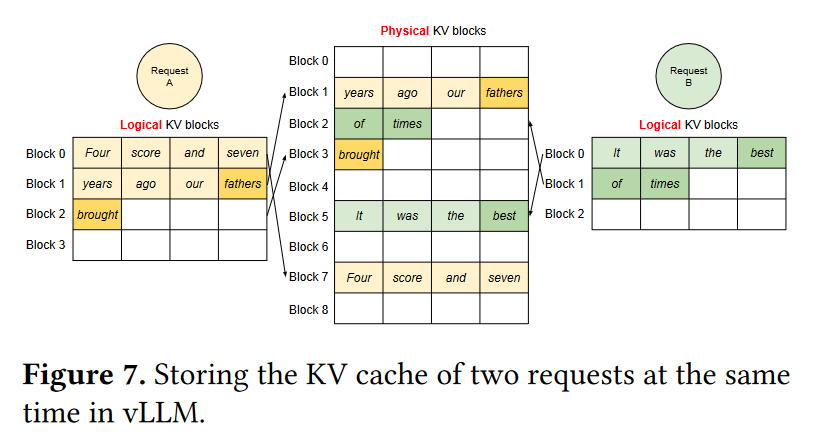 Physical KV blocks
Request
A
Logical KV blocks
Block 0 Four score and seven
Block 1 years ago our fathers
Block 2 brought
Block 3
Block 0
Block 1 years ago our fathers
Block 2 of times
Block 3 brought
Block 4
Block 5 It was the best
Block 6
Block 7 Four score and seven
Block 8
Request
B
Logical KV blocks
Block 0 It was the best
Block 1 of times
Block 2
Figure 7. Storing the KV cache of two requests at the same
time in vLLM.